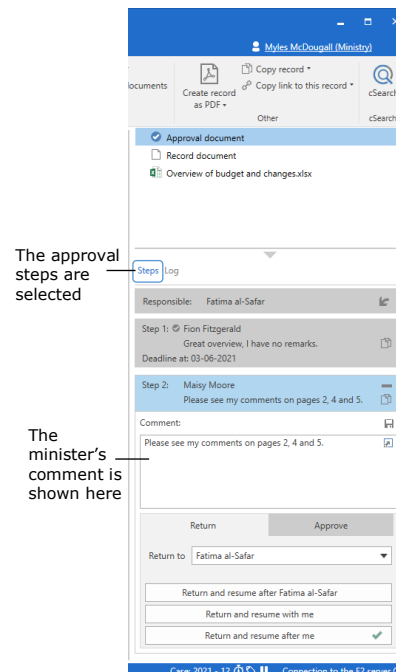 Myles McDougall (Ministry)
Copy record
Copy link to this record
Create record
as PDF
Other
cSearch
cSearch
Approval document
Record document
Overview of budget and changes.xlsx
The approval
steps are
selected
Steps Log
Responsible: Fatima al-Safar
Step 1: Fion Fitzgerald
Great overview, I have no remarks.
Deadline at: 03-06-2021
Step 2: Maisy Moore
Please see my comments on pages 2, 4 and 5.
Comment:
Please see my comments on pages 2, 4 and 5.
The
minister's
comment is
shown here
Return Approve
Return to Fatima al-Safar
Return and resume after Fatima al-Safar
Return and resume with me
Return and resume after me
Case: 2021 - 12 Connection to the F2 server